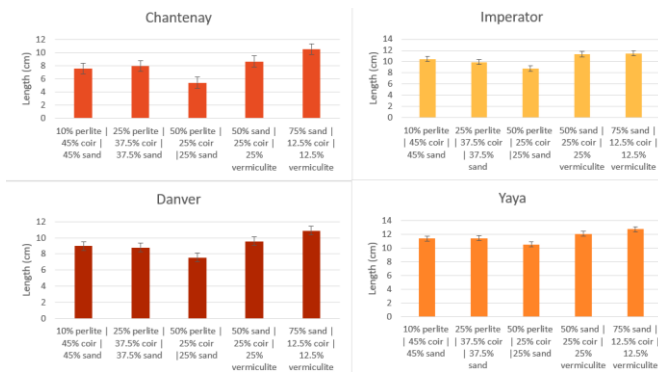 Chantenay
Length (cm)
12
10
8
6
4
2
0
10% perlite | 25% perlite | 50% perlite | 50% sand | 75% sand |
45% coir | 37.5% coir | 25% coir 25% coir | 12.5% coir |
45% sand 37.5% sand |25% sand 25% 12.5%
vermiculite vermiculite
Imperator
Length (cm)
14
12
10
8
6
4
2
0
10% perlite 25% perlite 50% perlite 50% sand | 75% sand |
| 45% coir | | 37.5% coir | 25% coir 25% coir | 12.5% coir |
45% sand | 37.5% |25% sand 25% 12.5%
sand vermiculite vermiculite
Danver
Length (cm)
12
10
8
6
4
2
0
10% perlite | 25% perlite | 50% perlite | 50% sand | 75% sand |
45% coir | 37.5% coir | 25% coir 25% coir | 12.5% coir |
45% sand 37.5% sand |25% sand 25% 12.5%
vermiculite vermiculite
Yaya
Length (cm)
14
12
10
8
6
4
2
0
10% perlite 25% perlite 50% perlite 50% sand | 75% sand |
| 45% coir | | 37.5% coir | 25% coir 25% coir | 12.5% coir |
45% sand | 37.5% |25% sand 25% 12.5%
sand vermiculite vermiculite